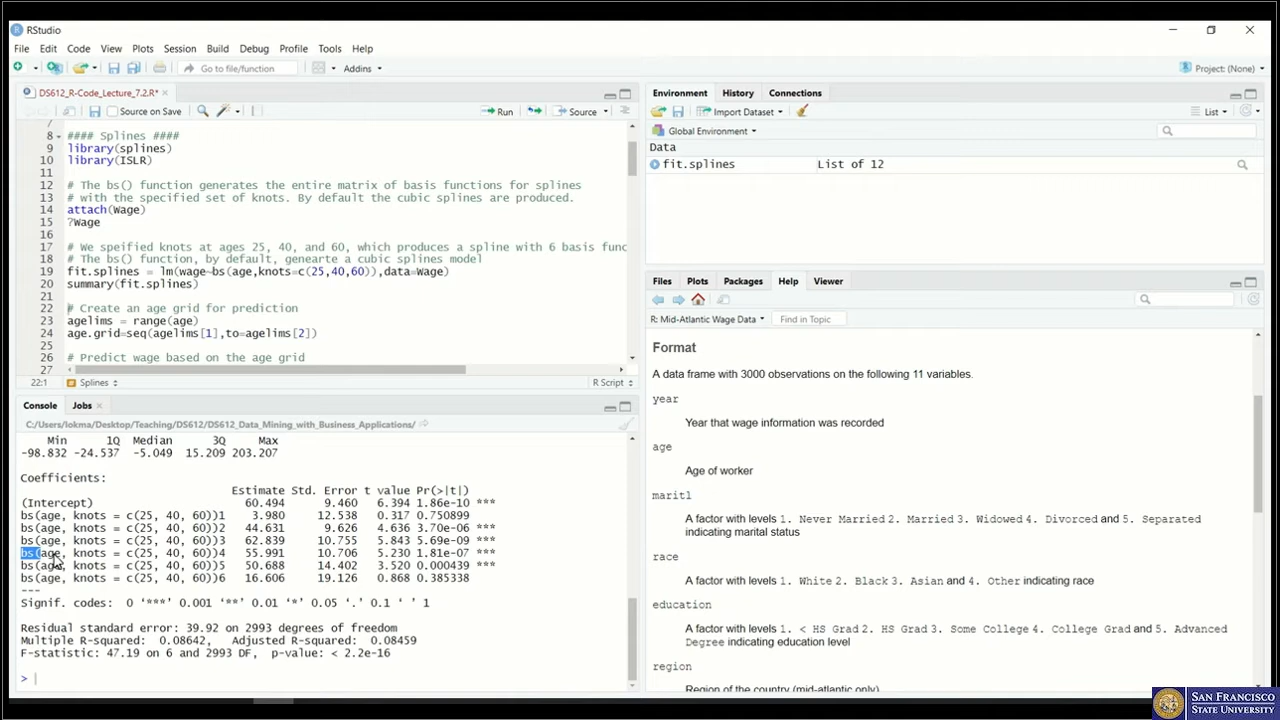 RStudio
File Edit Code View Plots Session Build Debug Profile Tools Help
Go to file/function Addins Project: (None)
DS612_R-Code_Lecture_7.2.R*
Source on Save Run Source
7
8 #### Splines ####
9 library(splines)
10 library(ISLR)
11
12 # The bs() function generates the entire matrix of basis functions for splines
13 # with the specified set of knots. By default the cubic splines are produced.
14 attach(Wage)
15 ?Wage
16
17 # We speified knots at ages 25, 40, and 60, which produces a spline with 6 basis func
18 # The bs() function, by default, genearte a cubic splines model
19 fit.splines = lm(wage~bs(age,knots=c(25,40,60)),data=Wage)
20 summary(fit.splines)
21
22 # Create an age grid for prediction
23 agelims = range(age)
24 age.grid=seq(agelims[1],to=agelims[2])
25
26 # Predict wage based on the age grid
27
22:1 Splines R Script
Console Jobs
C:/Users/lokma/Desktop/Teaching/DS612/DS612_Data_Mining_with_Business_Applications/
Min 1Q Median 3Q Max
-98.832 -24.537 -5.049 15.209 203.207
Coefficients:
Estimate Std. Error t value Pr(>|t|)
(Intercept) 60.494 9.460 6.394 1.86e-10 ***
bs(age, knots = c(25, 40, 60))1 3.980 12.538 0.317 0.750899
bs(age, knots = c(25, 40, 60))2 44.631 9.626 4.636 3.70e-06 ***
bs(age, knots = c(25, 40, 60))3 62.839 10.755 5.843 5.69e-09 ***
bs(age, knots = c(25, 40, 60))4 55.991 10.706 5.230 1.81e-07 ***
bs(age, knots = c(25, 40, 60))5 50.688 14.402 3.520 0.000439 ***
bs(age, knots = c(25, 40, 60))6 16.606 19.126 0.868 0.385338
---
Signif. codes: 0 ‘***’ 0.001 ‘**’ 0.01 ‘*’ 0.05 ‘.’ 0.1 ‘ ’ 1
Residual standard error: 39.92 on 2993 degrees of freedom
Multiple R-squared: 0.08642, Adjusted R-squared: 0.08459
F-statistic: 47.19 on 6 and 2993 DF, p-value: < 2.2e-16
>
Environment History Connections
Import Dataset List
Global Environment
Data
fit.splines List of 12
Files Plots Packages Help Viewer
R: Mid-Atlantic Wage Data Find in Topic
Format
A data frame with 3000 observations on the following 11 variables.
year
Year that wage information was recorded
age
Age of worker
maritl
A factor with levels 1. Never Married 2. Married 3. Widowed 4. Divorced and 5. Separated
indicating marital status
race
A factor with levels 1. White 2. Black 3. Asian and 4. Other indicating race
education
A factor with levels 1. < HS Grad 2. HS Grad 3. Some College 4. College Grad and 5. Advanced
Degree indicating education level
region
Region of the country (mid-atlantic only)
SAN FRANCISCO
STATE UNIVERSITY